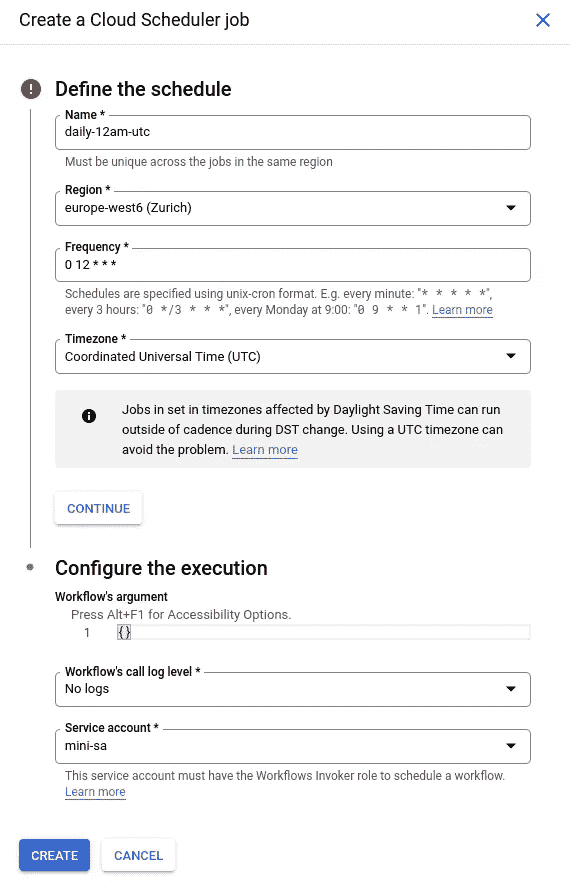 Create a Cloud Scheduler job
Define the schedule
Name *
daily-12am-utc
Must be unique across the jobs in the same region
Region *
europe-west6 (Zurich)
Frequency *
0 12 * * *
Schedules are specified using unix-cron format. E.g. every minute: "* * * * *",
every 3 hours: "0 */3 * * *", every Monday at 9:00: "0 9 * * 1". Learn more
Timezone *
Coordinated Universal Time (UTC)
Jobs in set in timezones affected by Daylight Saving Time can run
outside of cadence during DST change. Using a UTC timezone can
avoid the problem. Learn more
CONTINUE
Configure the execution
Workflow's argument
Press Alt+F1 for Accessibility Options.
1 {}
Workflow's call log level *
No logs
Service account *
mini-sa
This service account must have the Workflows Invoker role to schedule a workflow.
Learn more
CREATE CANCEL